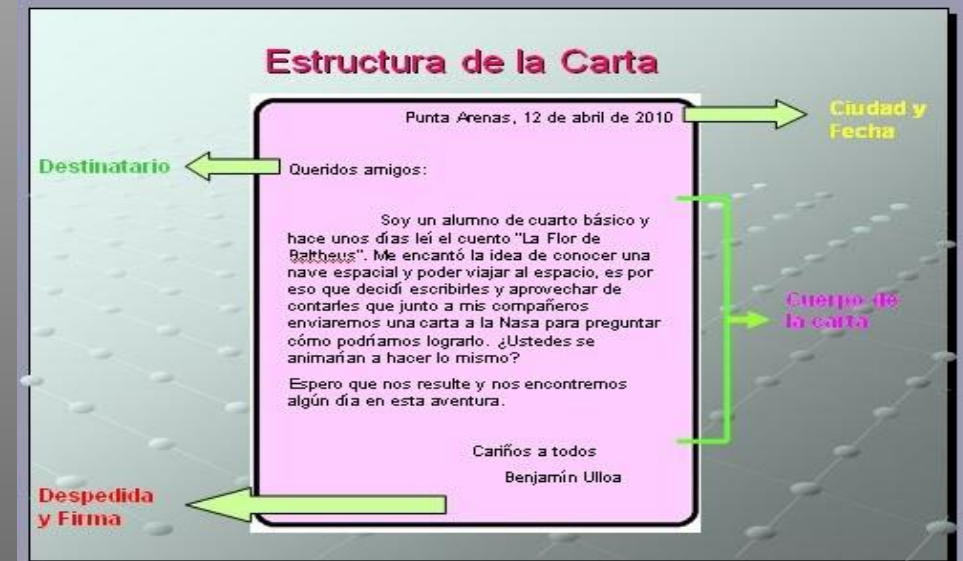 Estructura de la Carta
Punta Arenas, 12 de abril de 2010
Ciudad y
Fecha
Destinatario
Queridos amigos:
Soy un alumno de cuarto básico y
hace unos días leí el cuento "La Flor de
Baltheus". Me encantó la idea de conocer una
nave espacial y poder viajar al espacio, es por
eso que decidí escribirles y aprovechar de
contarles que junto a mis compañeros
enviaremos una carta a la Nasa para preguntar
cómo podríamos lograrlo. ¿Ustedes se
animarían a hacer lo mismo?
Espero que nos resulte y nos encontremos
algún día en esta aventura.
Cuerpo de
la carta
Cariños a todos
Benjamín Ulloa
Despedida
y Firma